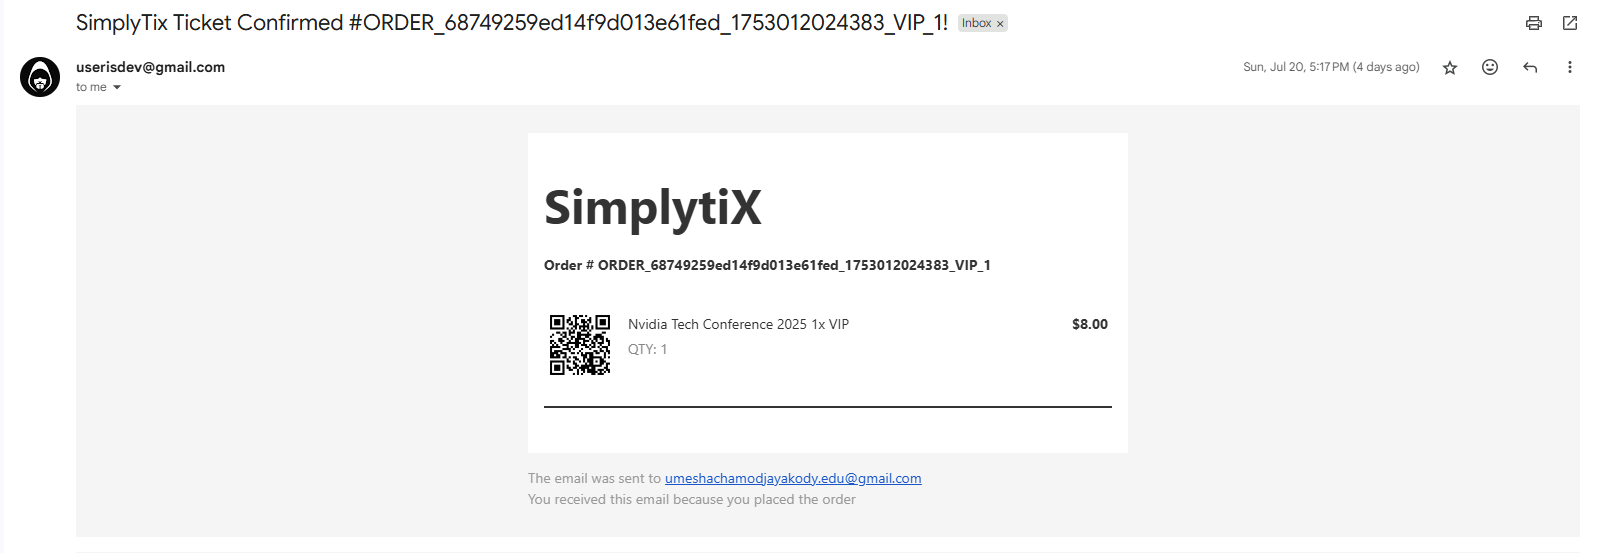 SimplyTix Ticket Confirmed #ORDER_68749259ed14f9d013e61fed_1753012024383_VIP_1! Inbox ×
userisdev@gmail.com Sun, Jul 20, 5:17 PM (4 days ago)
to me
SimplytiX
Order # ORDER_68749259ed14f9d013e61fed_1753012024383_VIP_1
Nvidia Tech Conference 2025 1x VIP $8.00
QTY: 1
The email was sent to umeshachamodjayakody.edu@gmail.com
You received this email because you placed the order